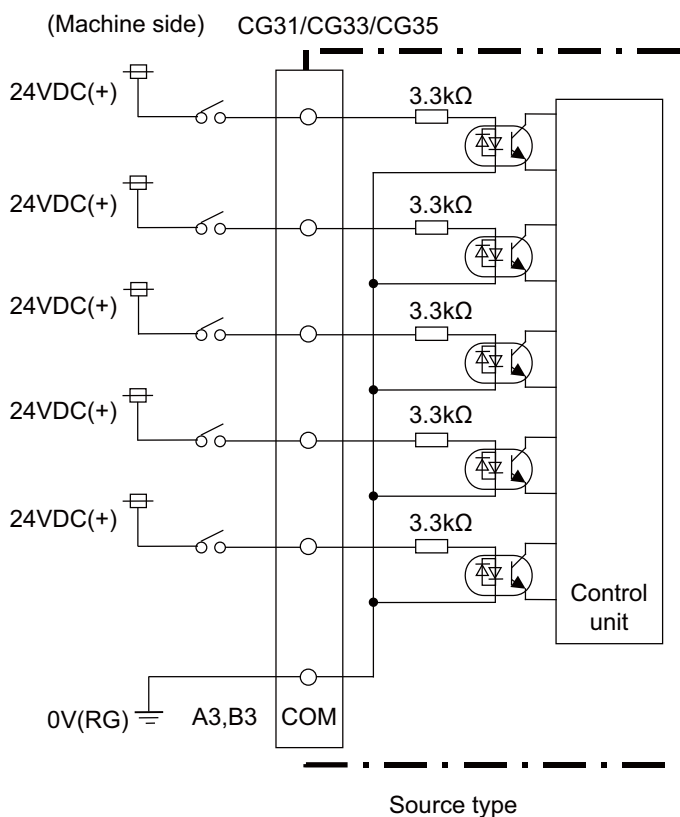 (Machine side) CG31/CG33/CG35
24VDC(+) 3.3kΩ
24VDC(+) 3.3kΩ
24VDC(+) 3.3kΩ
24VDC(+) 3.3kΩ
24VDC(+) 3.3kΩ
Control
unit
0V(RG) A3,B3 COM
Source type